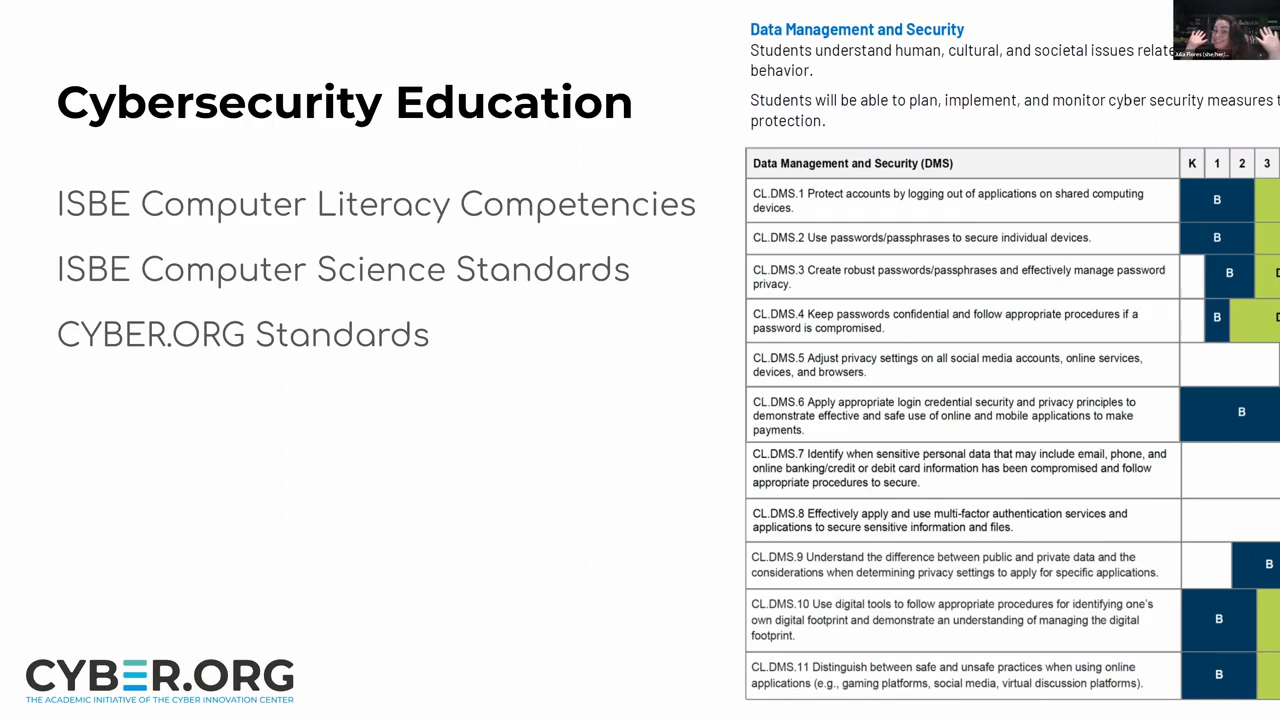 Cybersecurity Education
ISBE Computer Literacy Competencies
ISBE Computer Science Standards
CYBER.ORG Standards
CYBER.ORG
THE ACADEMIC INITIATIVE OF THE CYBER INNOVATION CENTER
Data Management and Security
Students understand human, cultural, and societal issues relate
behavior.
Students will be able to plan, implement, and monitor cyber security measures t
protection.
Data Management and Security (DMS) K 1 2 3
CL.DMS.1 Protect accounts by logging out of applications on shared computing
devices.
B
CL.DMS.2 Use passwords/passphrases to secure individual devices. B
CL.DMS.3 Create robust passwords/passphrases and effectively manage password
privacy.
B
CL.DMS.4 Keep passwords confidential and follow appropriate procedures if a
password is compromised.
B
CL.DMS.5 Adjust privacy settings on all social media accounts, online services,
devices, and browsers.
CL.DMS.6 Apply appropriate login credential security and privacy principles to
demonstrate effective and safe use of online and mobile applications to make
payments.
B
CL.DMS.7 Identify when sensitive personal data that may include email, phone, and
online banking/credit or debit card information has been compromised and follow
appropriate procedures to secure.
CL.DMS.8 Effectively apply and use multi-factor authentication services and
applications to secure sensitive information and files.
CL.DMS.9 Understand the difference between public and private data and the
considerations when determining privacy settings to apply for specific applications.
B
CL.DMS.10 Use digital tools to follow appropriate procedures for identifying one's
own digital footprint and demonstrate an understanding of managing the digital
footprint.
B
CL.DMS.11 Distinguish between safe and unsafe practices when using online
applications (e.g., gaming platforms, social media, virtual discussion platforms).
B
Julia Flores (she/her/...